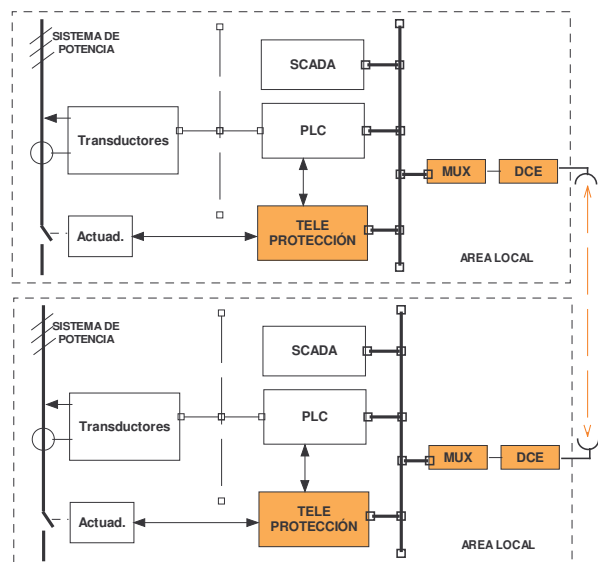 SISTEMA DE
POTENCIA
SCADA
Transductores
PLC
MUX
DCE
TELE
PROTECCIÓN
Actuad.
AREA LOCAL
SISTEMA DE
POTENCIA
SCADA
Transductores
PLC
MUX
DCE
TELE
PROTECCIÓN
Actuad.
AREA LOCAL